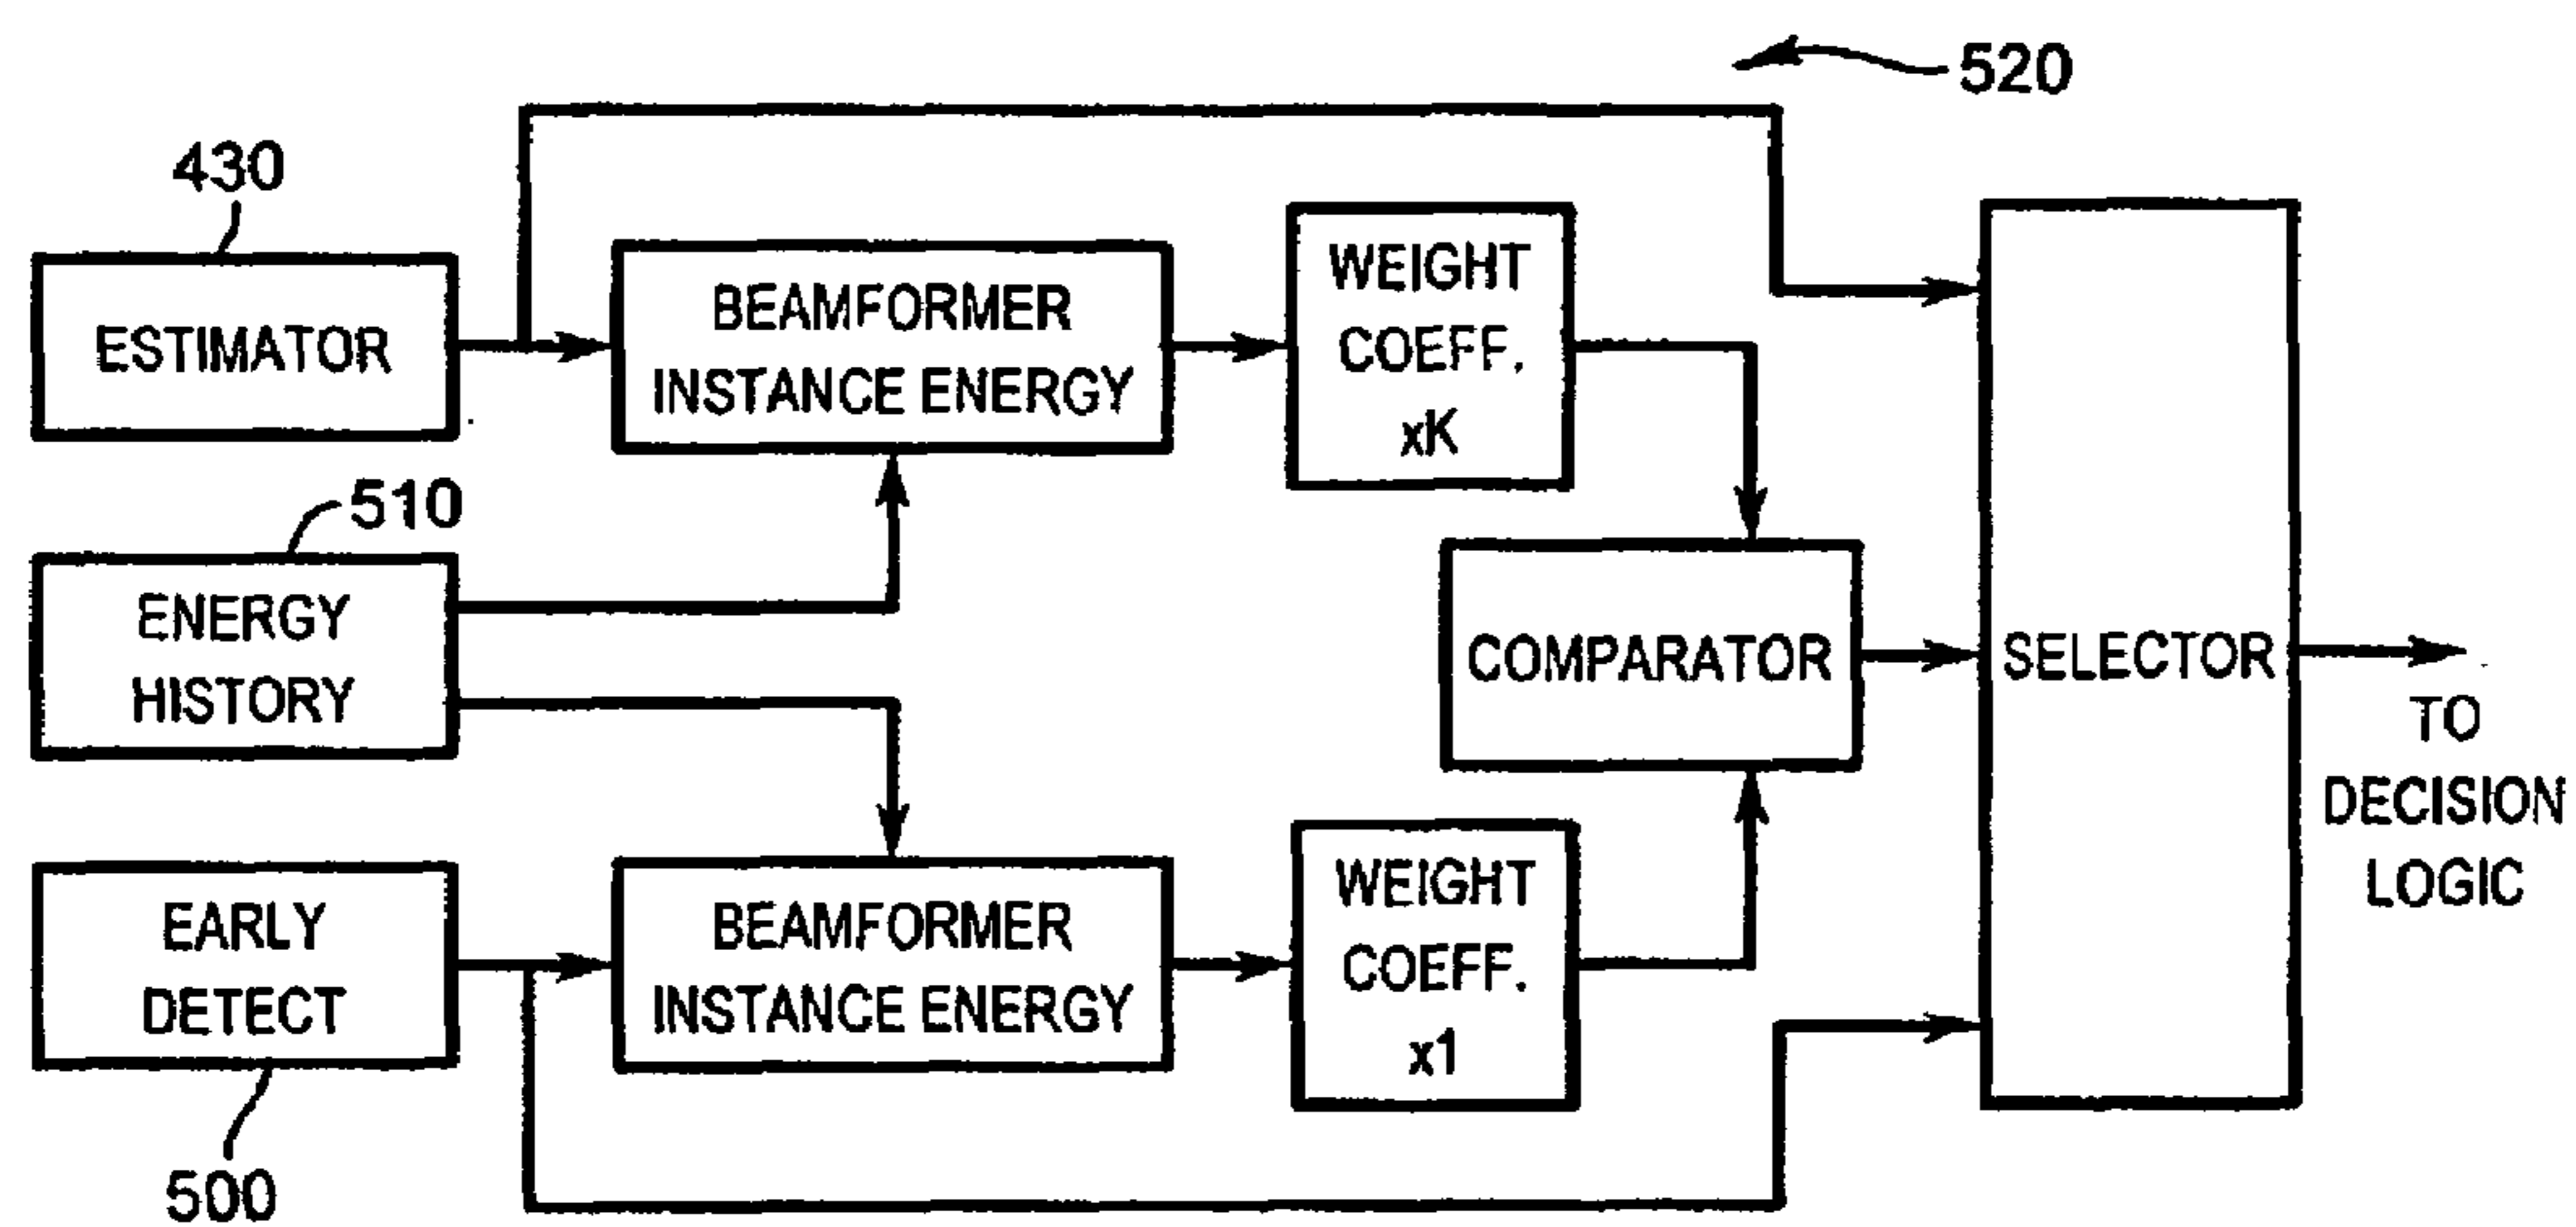 520
430
ESTIMATOR
BEAMFORMER
INSTANCE ENERGY
WEIGHT
COEFF.
xK
510
ENERGY
HISTORY
COMPARATOR
SELECTOR
TO
DECISION
LOGIC
EARLY
DETECT
500
BEAMFORMER
INSTANCE ENERGY
WEIGHT
COEFF.
x1